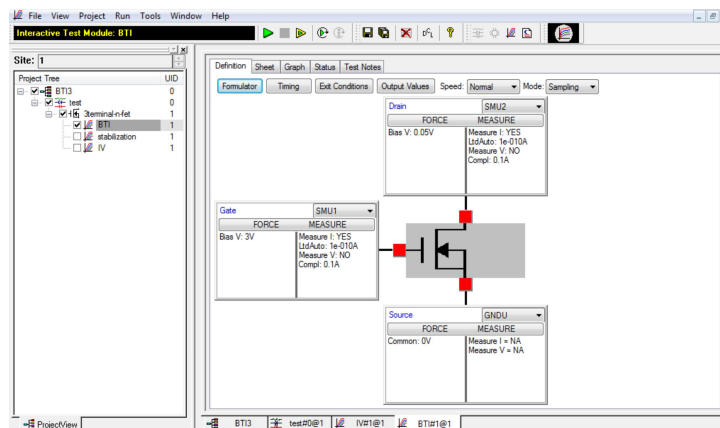 File View Project Run Tools Window Help
Interactive Test Module: BTI
Site: 1
Project Tree UID
BTI3 0
test 0
3terminal-n-fet 1
BTI 1
stabilization 1
IV 1
ProjectView
Definition Sheet Graph Status Test Notes
Formulator Timing Exit Conditions Output Values Speed: Normal Mode: Sampling
Drain SMU2
FORCE MEASURE
Bias V: 0.05V
Measure I: YES
LtdAuto: 1e-010A
Measure V: NO
Compl: 0.1A
Gate SMU1
FORCE MEASURE
Bias V: 3V
Measure I: YES
LtdAuto: 1e-010A
Measure V: NO
Compl: 0.1A
Source GNDU
FORCE MEASURE
Common: 0V
Measure I = NA
Measure V = NA
BTI3 test#0@1 IV#1@1 BTI#1@1